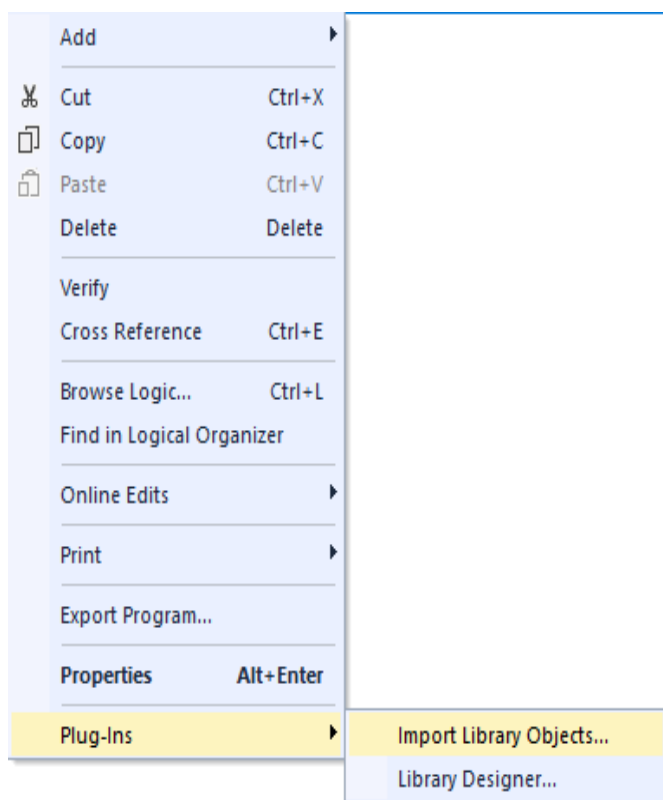 Add
Cut Ctrl+X
Copy Ctrl+C
Paste Ctrl+V
Delete Delete
Verify
Cross Reference Ctrl+E
Browse Logic... Ctrl+L
Find in Logical Organizer
Online Edits
Print
Export Program...
Properties Alt+Enter
Plug-Ins
Import Library Objects...
Library Designer...